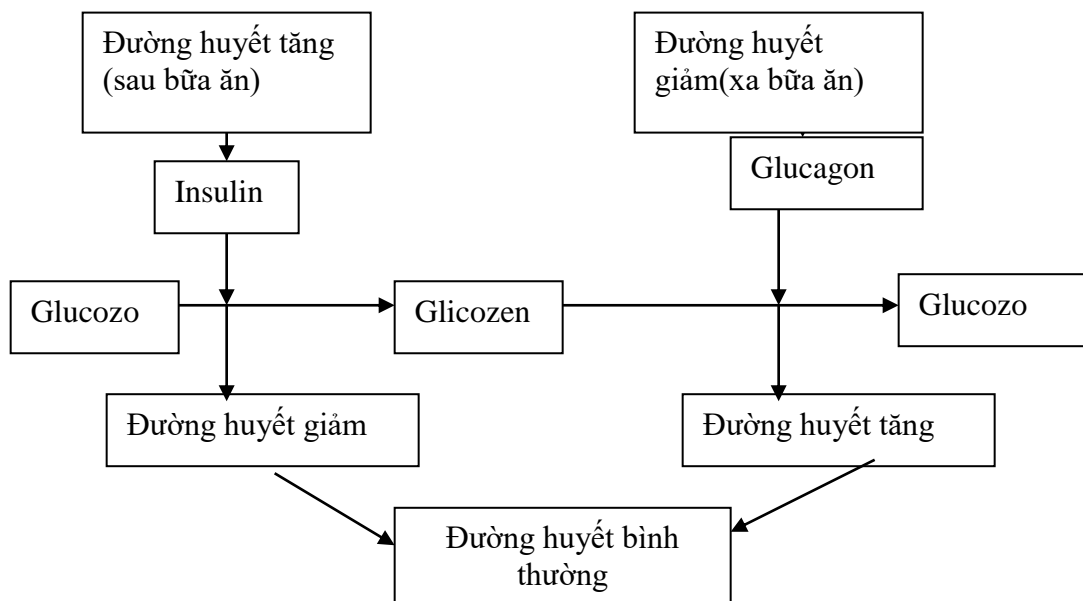 Đường huyết tăng
(sau bữa ăn)
Đường huyết
giảm(xa bữa ăn)
Insulin
Glucagon
Glucozo
Glicozen
Glucozo
Đường huyết giảm
Đường huyết tăng
Đường huyết bình
thường